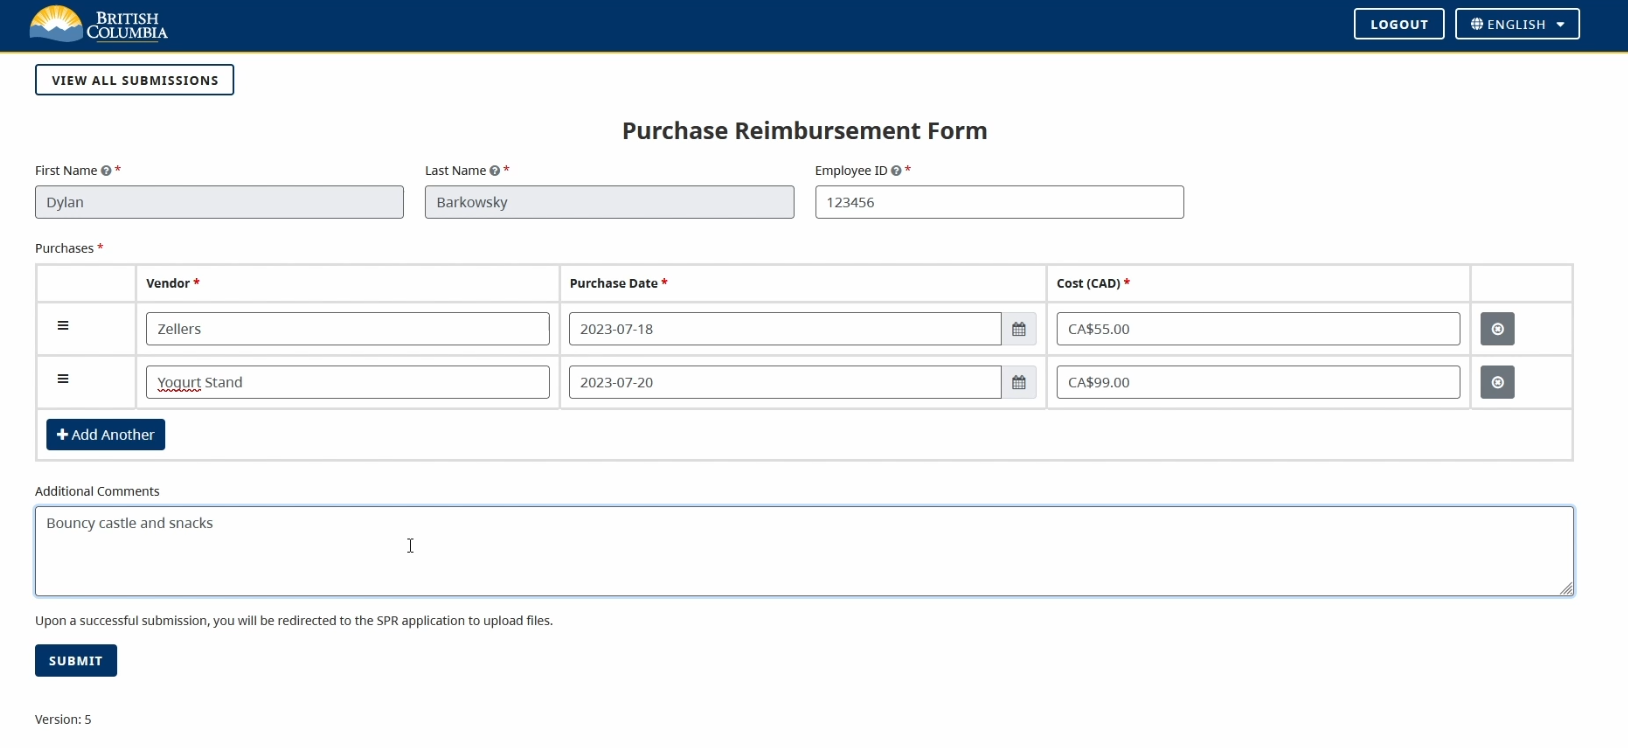 BRITISH
COLUMBIA
LOGOUT
ENGLISH
VIEW ALL SUBMISSIONS
Purchase Reimbursement Form
First Name *
Last Name *
Employee ID *
Dylan
Barkowsky
123456
Purchases *
Vendor *
Purchase Date *
Cost (CAD) *
Zellers
2023-07-18
CA$55.00
Yogurt Stand
2023-07-20
CA$99.00
Add Another
Additional Comments
Bouncy castle and snacks
Upon a successful submission, you will be redirected to the SPR application to upload files.
SUBMIT
Version: 5